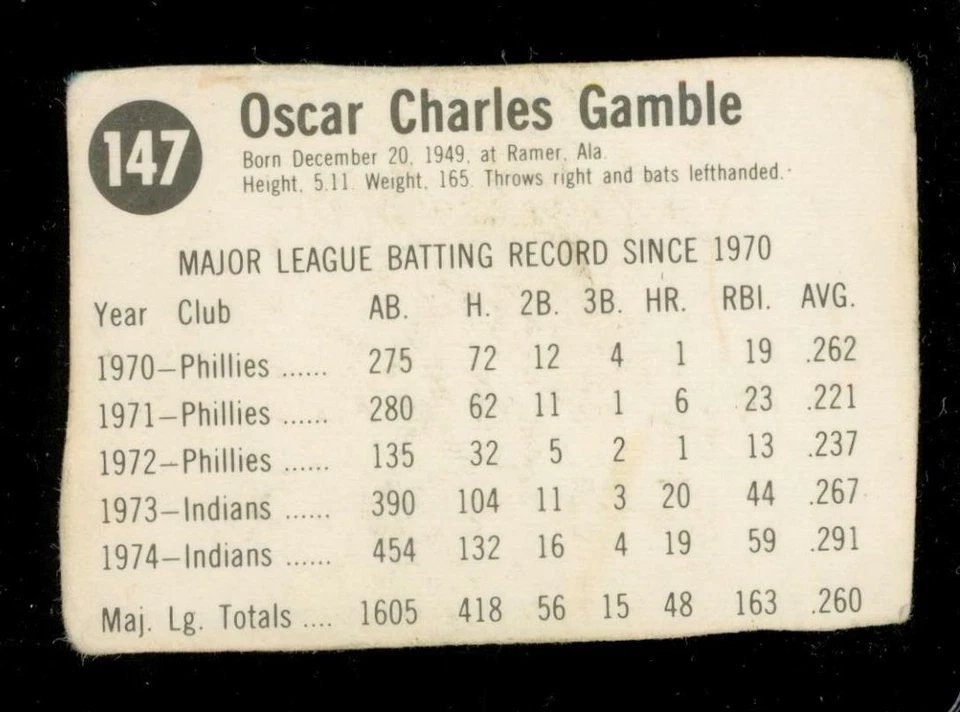 147
Oscar Charles Gamble
Born December 20, 1949, at Ramer, Ala.
Height, 5.11 Weight, 165 Throws right and bats lefthanded.
MAJOR LEAGUE BATTING RECORD SINCE 1970
Year Club AB. H. 2B. 3B. HR. RBI. AVG.
1970—Phillies ...... 275 72 12 4 1 19 .262
1971—Phillies ...... 280 62 11 1 6 23 .221
1972—Phillies ...... 135 32 5 2 1 13 .237
1973—Indians ...... 390 104 11 3 20 44 .267
1974—Indians ...... 454 132 16 4 19 59 .291
Maj. Lg. Totals .... 1605 418 56 15 48 163 .260